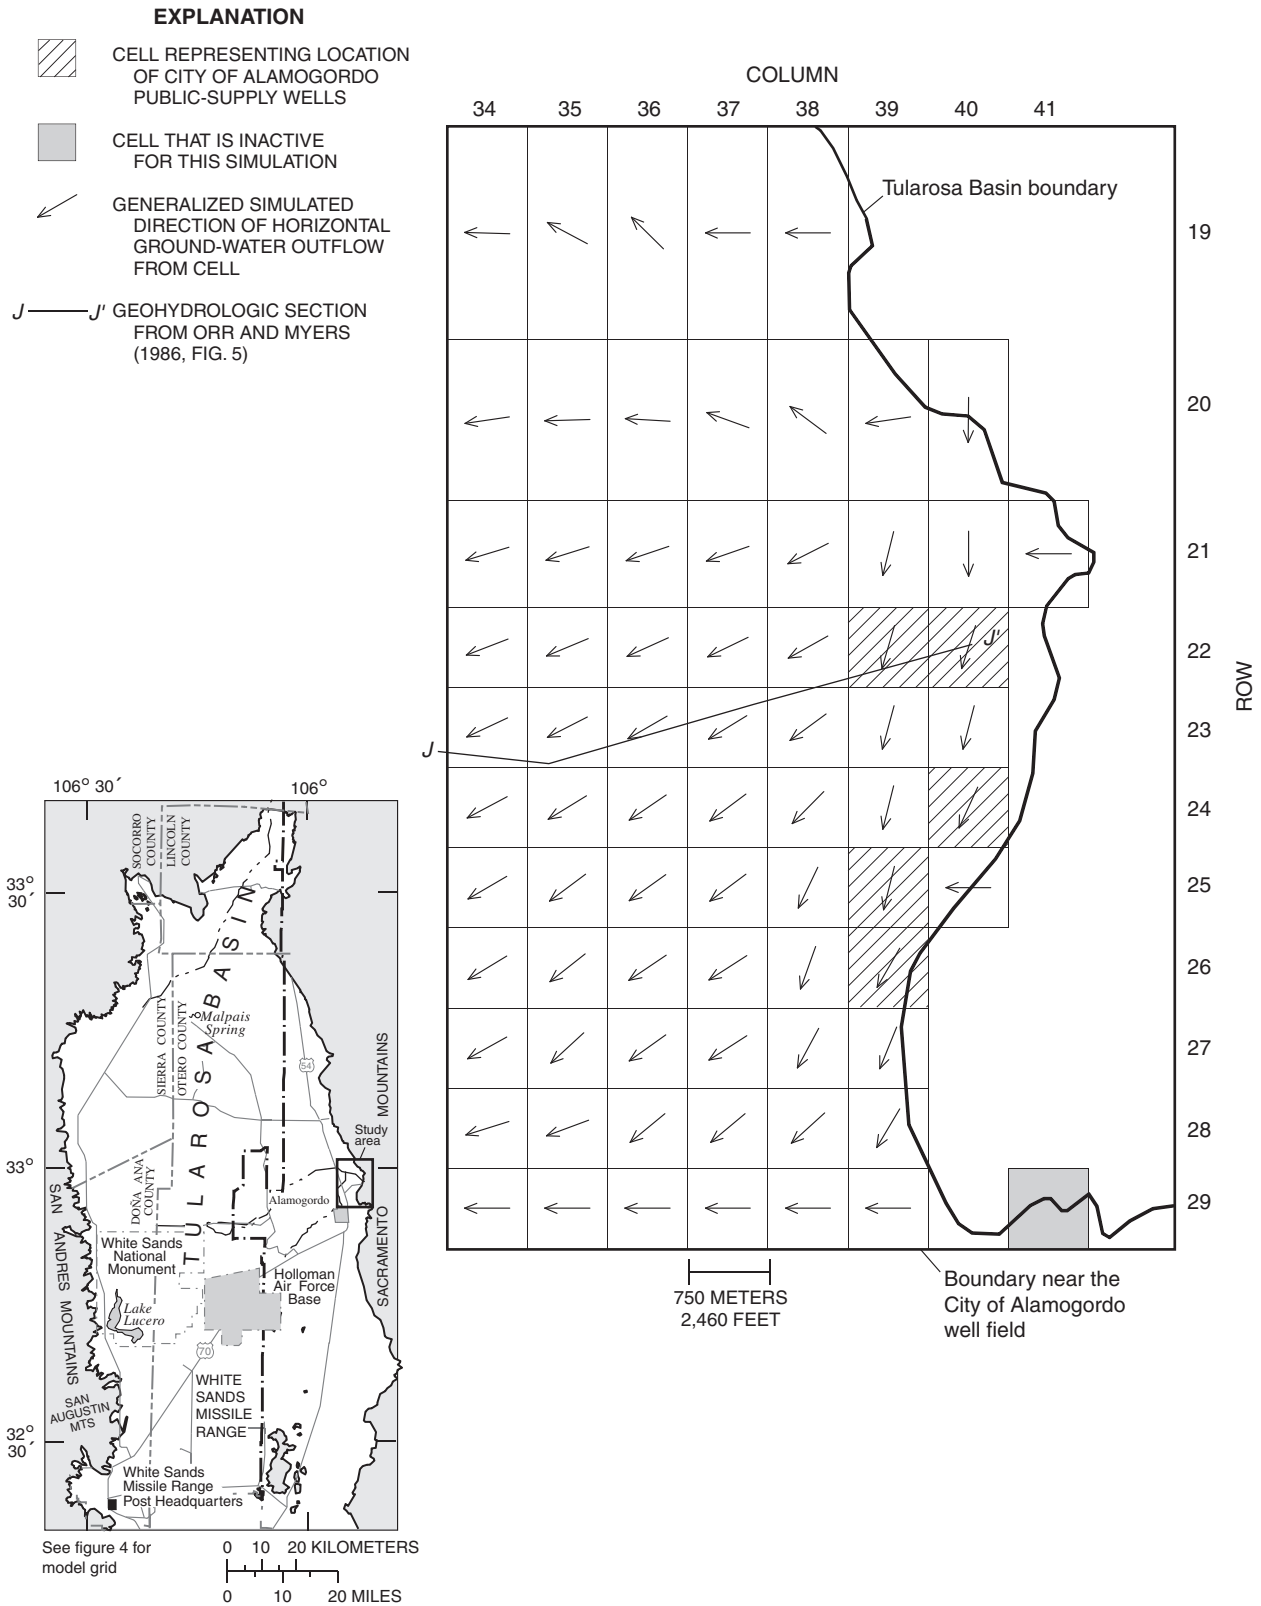 EXPLANATION
CELL REPRESENTING LOCATION
OF CITY OF ALAMOGORDO
PUBLIC-SUPPLY WELLS
CELL THAT IS INACTIVE
FOR THIS SIMULATION
GENERALIZED SIMULATED
DIRECTION OF HORIZONTAL
GROUND-WATER OUTFLOW
FROM CELL
J J' GEOHYDROLOGIC SECTION
FROM ORR AND MYERS
(1986, FIG. 5)
COLUMN
34 35 36 37 38 39 40 41
Tularosa Basin boundary
19
20
21
22
23
24
25
26
27
28
29
ROW
J
J'
750 METERS
2,460 FEET
Boundary near the
City of Alamogordo
well field
106° 30´ 106°
33°
30´
33°
32°
30´
SOCORRO
COUNTY
LINCOLN
COUNTY
SIERRA COUNTY
OTERO COUNTY
DOÑA ANA
COUNTY
TULAROSA BASIN
Malpais
Spring
54
MOUNTAINS
SACRAMENTO
Study
area
Alamogordo
SAN
ANDRES MOUNTAINS
White Sands
National
Monument
Holloman
Air Force
Base
Lake
Lucero
70
SAN
AUGUSTIN
MTS
WHITE
SANDS
MISSILE
RANGE
White Sands
Missile Range
Post Headquarters
See figure 4 for
model grid
0 10 20 KILOMETERS
0 10 20 MILES